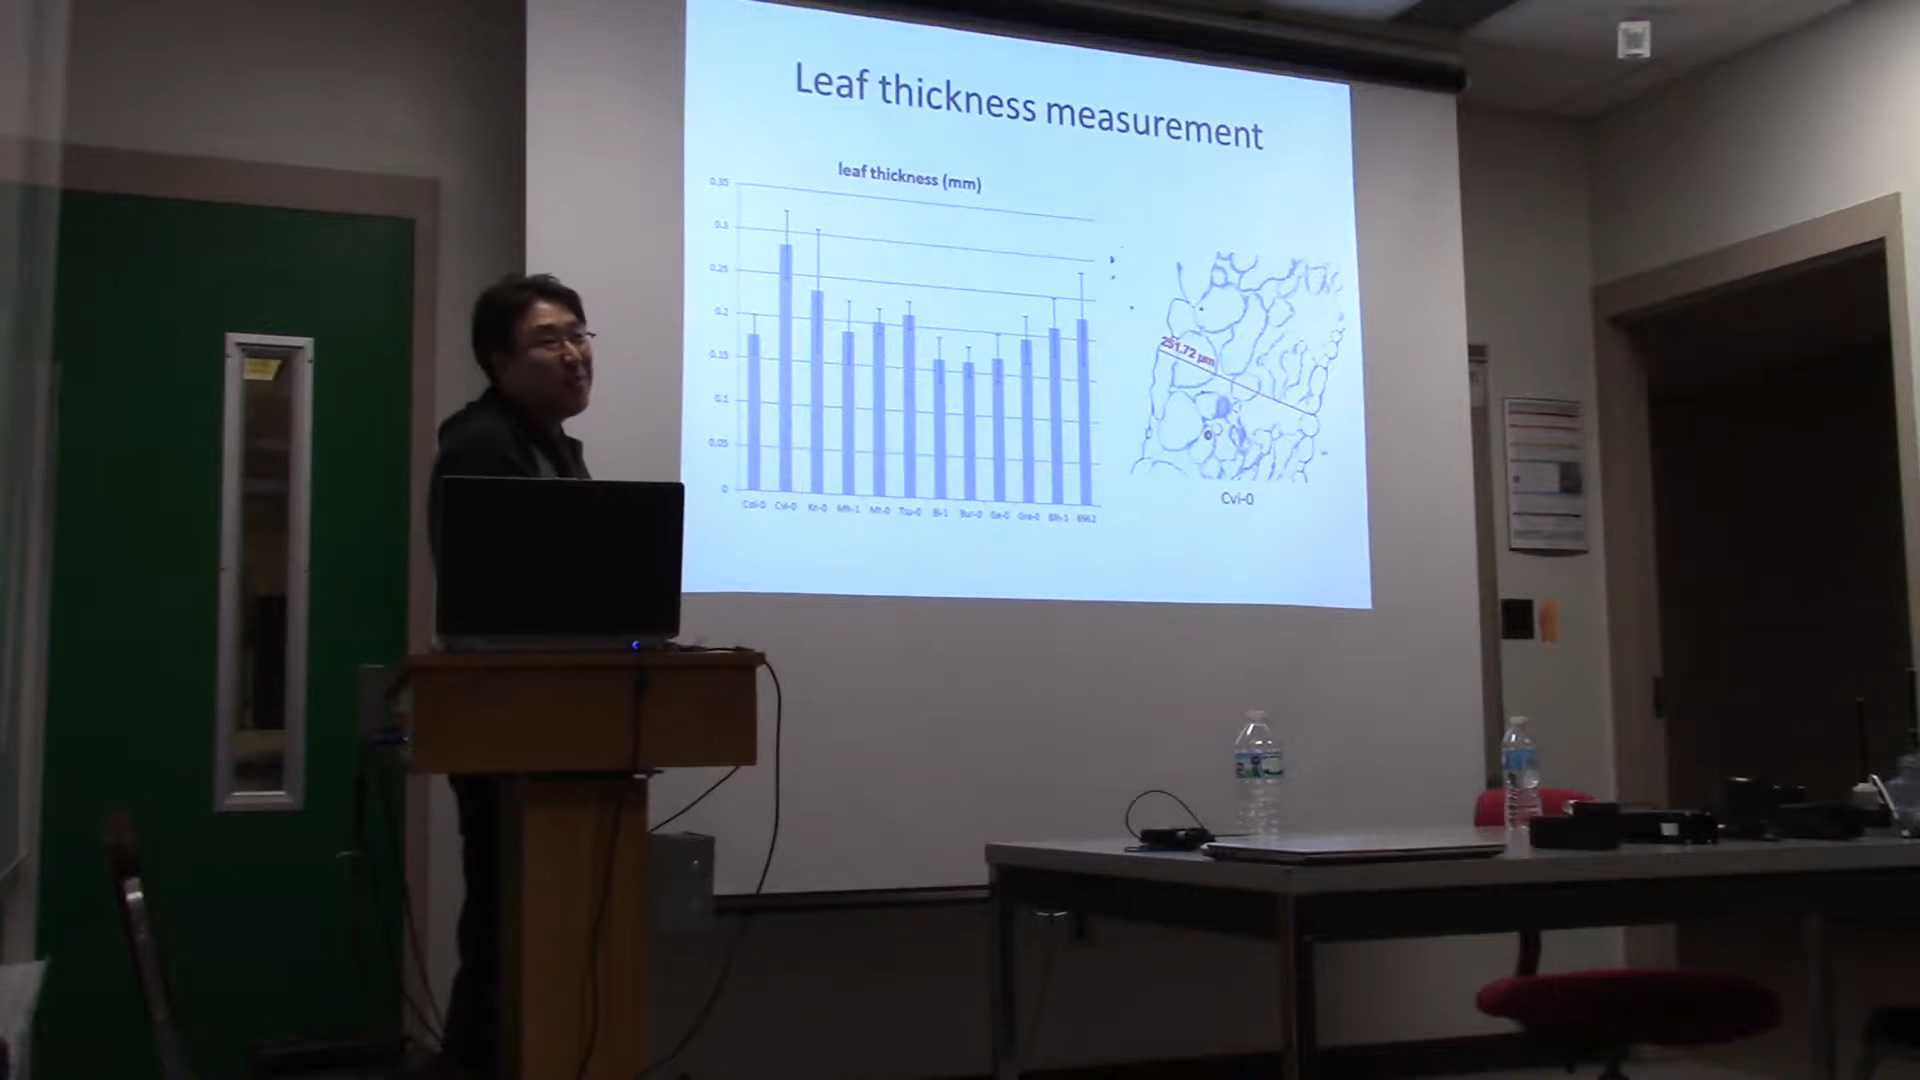 Leaf thickness measurement
leaf thickness (mm)
0.35
0.3
0.25
0.2
0.15
0.1
0.05
0
Col-0 Cvi-0 Kn-0 Mh-1 Mt-0 Tsu-0 Bl-1 Bur-0 Ge-0 Gre-0 Blh-1 6962
251.72 µm
Cvi-0